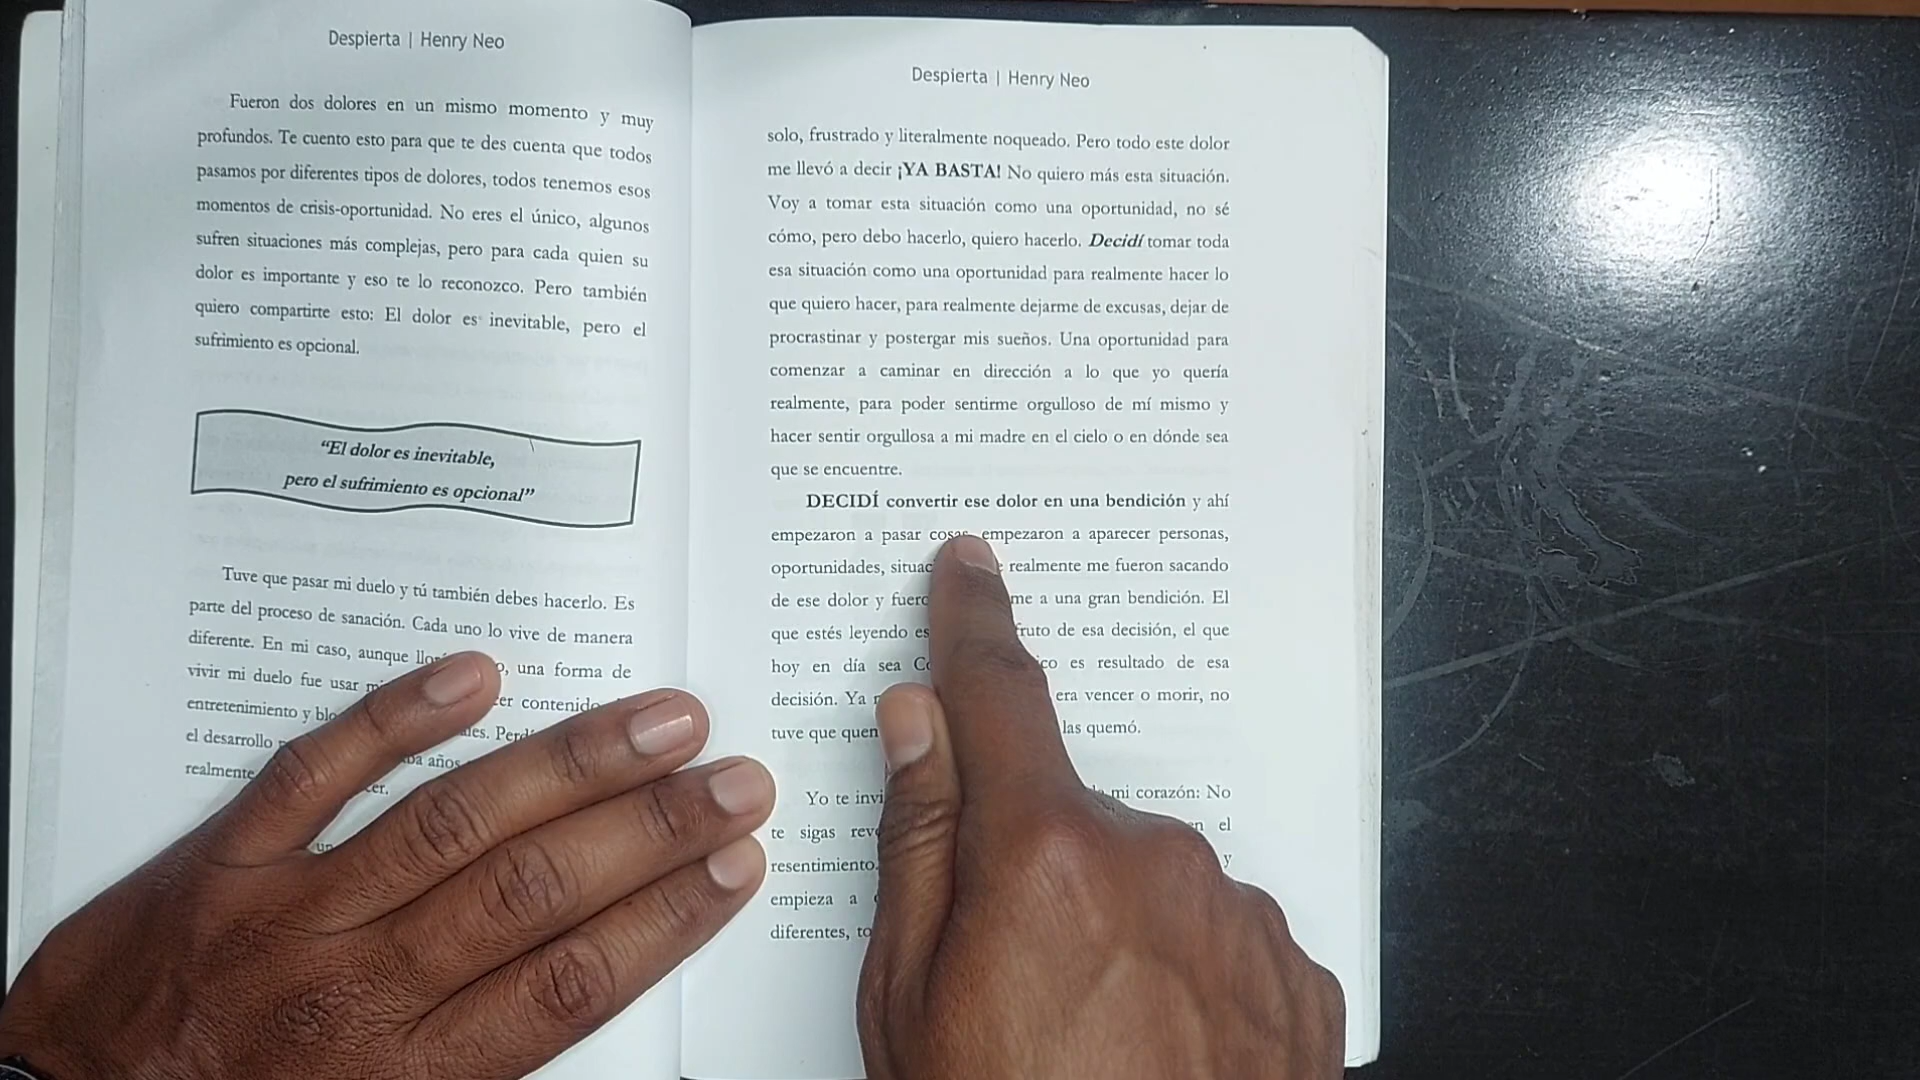 Despierta | Henry Neo
Fueron dos dolores en un mismo momento y muy
profundos. Te cuento esto para que te des cuenta que todos
pasamos por diferentes tipos de dolores, todos tenemos esos
momentos de crisis-oportunidad. No eres el único, algunos
sufren situaciones más complejas, pero para cada quien su
dolor es importante y eso te lo reconozco. Pero también
quiero compartirte esto: El dolor es inevitable, pero el
sufrimiento es opcional.
“El dolor es inevitable,
pero el sufrimiento es opcional”
Tuve que pasar mi duelo y tú también debes hacerlo. Es
parte del proceso de sanación. Cada uno lo vive de manera
diferente. En mi caso, aunque una forma de
vivir mi duelo fue usar contenido
entretenimiento y
el desarrollo años
realmente
Despierta | Henry Neo
solo, frustrado y literalmente noqueado. Pero todo este dolor
me llevó a decir ¡YA BASTA! No quiero más esta situación.
Voy a tomar esta situación como una oportunidad, no sé
cómo, pero debo hacerlo, quiero hacerlo. Decidí tomar toda
esa situación como una oportunidad para realmente hacer lo
que quiero hacer, para realmente dejarme de excusas, dejar de
procrastinar y postergar mis sueños. Una oportunidad para
comenzar a caminar en dirección a lo que yo quería
realmente, para poder sentirme orgulloso de mí mismo y
hacer sentir orgullosa a mi madre en el cielo o en dónde sea
que se encuentre.
DECIDÍ convertir ese dolor en una bendición y ahí
empezaron a pasar cosas, empezaron a aparecer personas,
oportunidades, realmente me fueron sacando
de ese dolor y me a una gran bendición. El
que estés leyendo fruto de esa decisión, el que
hoy en día sea es resultado de esa
decisión. Ya era vencer o morir, no
tuve que las quemó.
Yo te mi corazón: No
te sigas el
resentimiento. y
empieza a
diferentes,